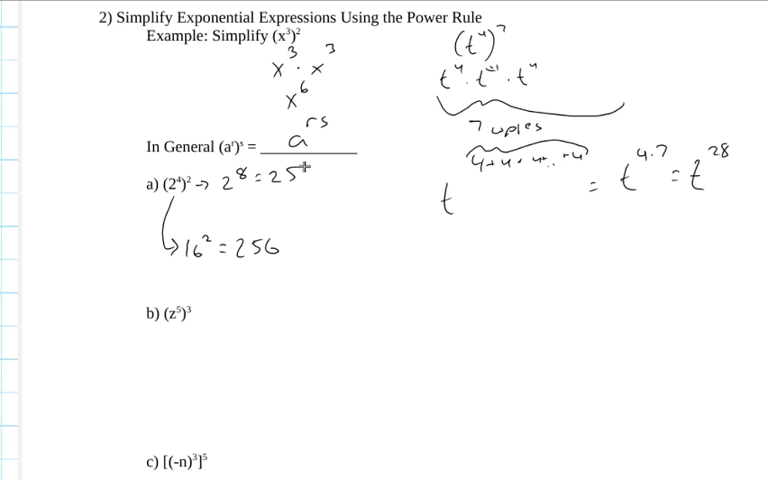 2) Simplify Exponential Expressions Using the Power Rule
Example: Simplify (x³)²
x³ · x³
x⁶
(t⁴)⁷
t⁴ · t⁴ · t⁴
7 copies
t⁴⁺⁴⁺⁴⁺··⁺⁴ = t⁴·⁷ = t²⁸
In General (aʳ)ˢ = aʳˢ
a) (2⁴)² → 2⁸ = 25
→ 16² = 256
b) (z⁵)³
c) [(-n)³]⁵